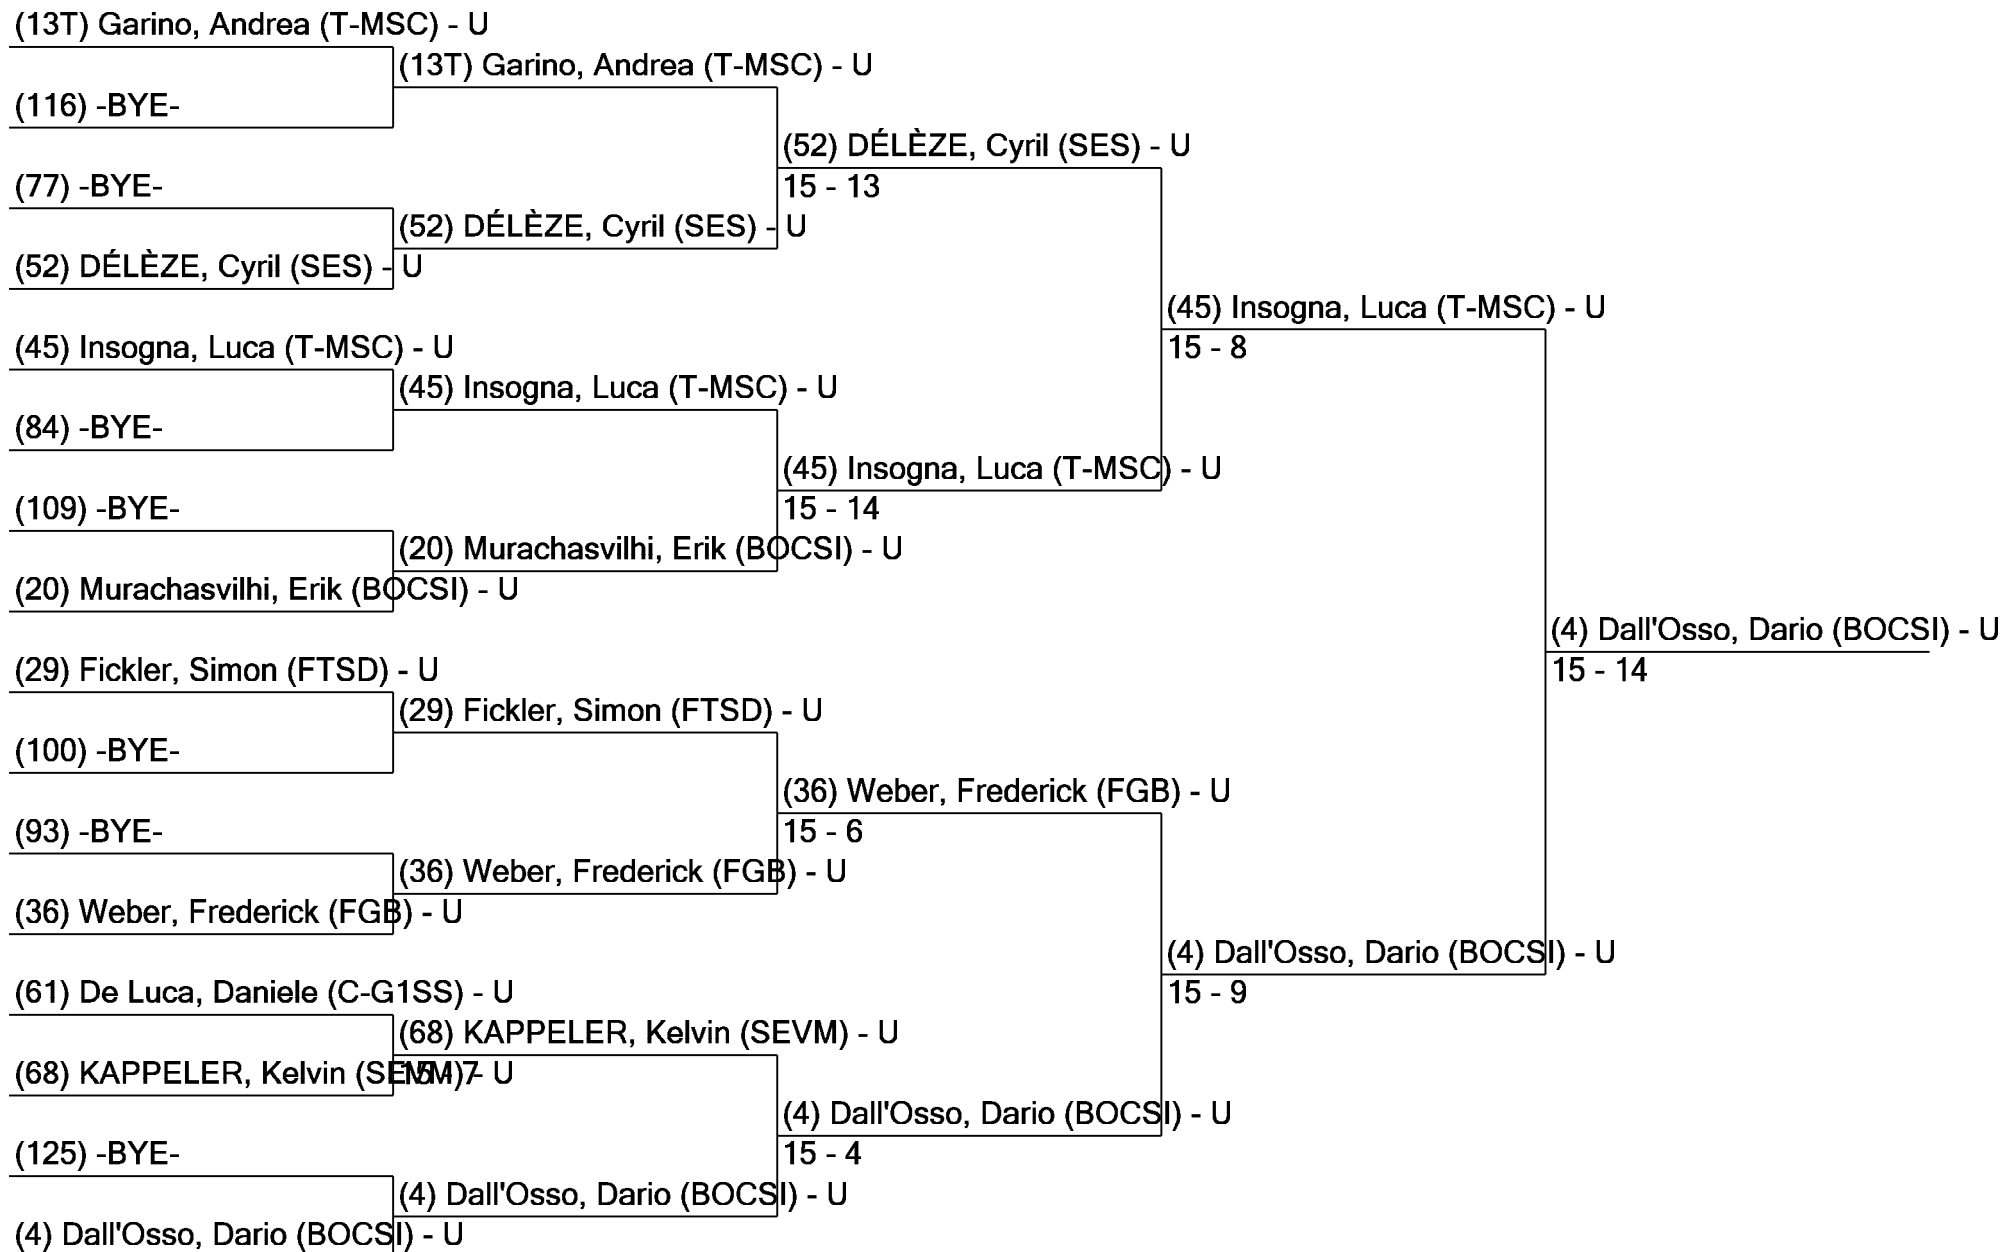 (13T) Garino, Andrea (T-MSC) - U
(13T) Garino, Andrea (T-MSC) - U
(116) -BYE-
(52) DÉLÈZE, Cyril (SES) - U
(77) -BYE-
15 - 13
(52) DÉLÈZE, Cyril (SES) - U
(52) DÉLÈZE, Cyril (SES) - U
(45) Insogna, Luca (T-MSC) - U
(45) Insogna, Luca (T-MSC) - U
15 - 8
(45) Insogna, Luca (T-MSC) - U
(84) -BYE-
(45) Insogna, Luca (T-MSC) - U
(109) -BYE-
15 - 14
(20) Murachasvilhi, Erik (BOCSI) - U
(20) Murachasvilhi, Erik (BOCSI) - U
(4) Dall'Osso, Dario (BOCSI) - U
15 - 14
(29) Fickler, Simon (FTSD) - U
(29) Fickler, Simon (FTSD) - U
(100) -BYE-
(36) Weber, Frederick (FGB) - U
(93) -BYE-
15 - 6
(36) Weber, Frederick (FGB) - U
(36) Weber, Frederick (FGB) - U
(4) Dall'Osso, Dario (BOCSI) - U
15 - 9
(61) De Luca, Daniele (C-G1SS) - U
(68) KAPPELER, Kelvin (SEVM) - U
(68) KAPPELER, Kelvin (SEVM) - U
15 - 7
(4) Dall'Osso, Dario (BOCSI) - U
(125) -BYE-
15 - 4
(4) Dall'Osso, Dario (BOCSI) - U
(4) Dall'Osso, Dario (BOCSI) - U